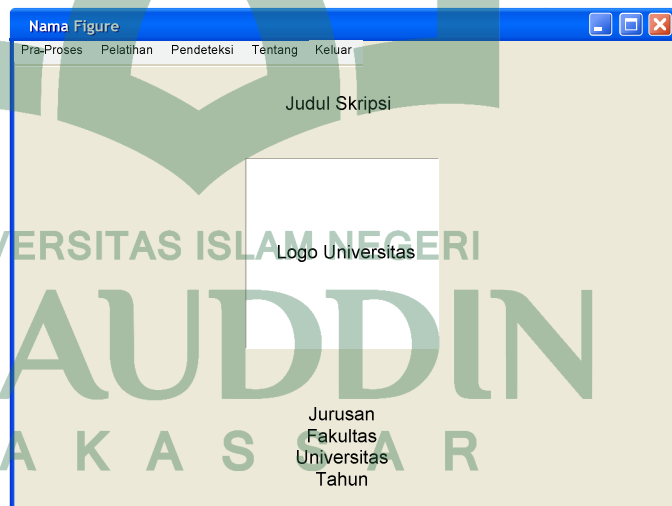 Nama Figure
Pra-Proses Pelatihan Pendeteksi Tentang Keluar
Judul Skripsi
VERSITAS ISLAM NEGERI
Logo Universitas
AUDDIN
Jurusan
Fakultas
AKASSAR
Universitas
Tahun